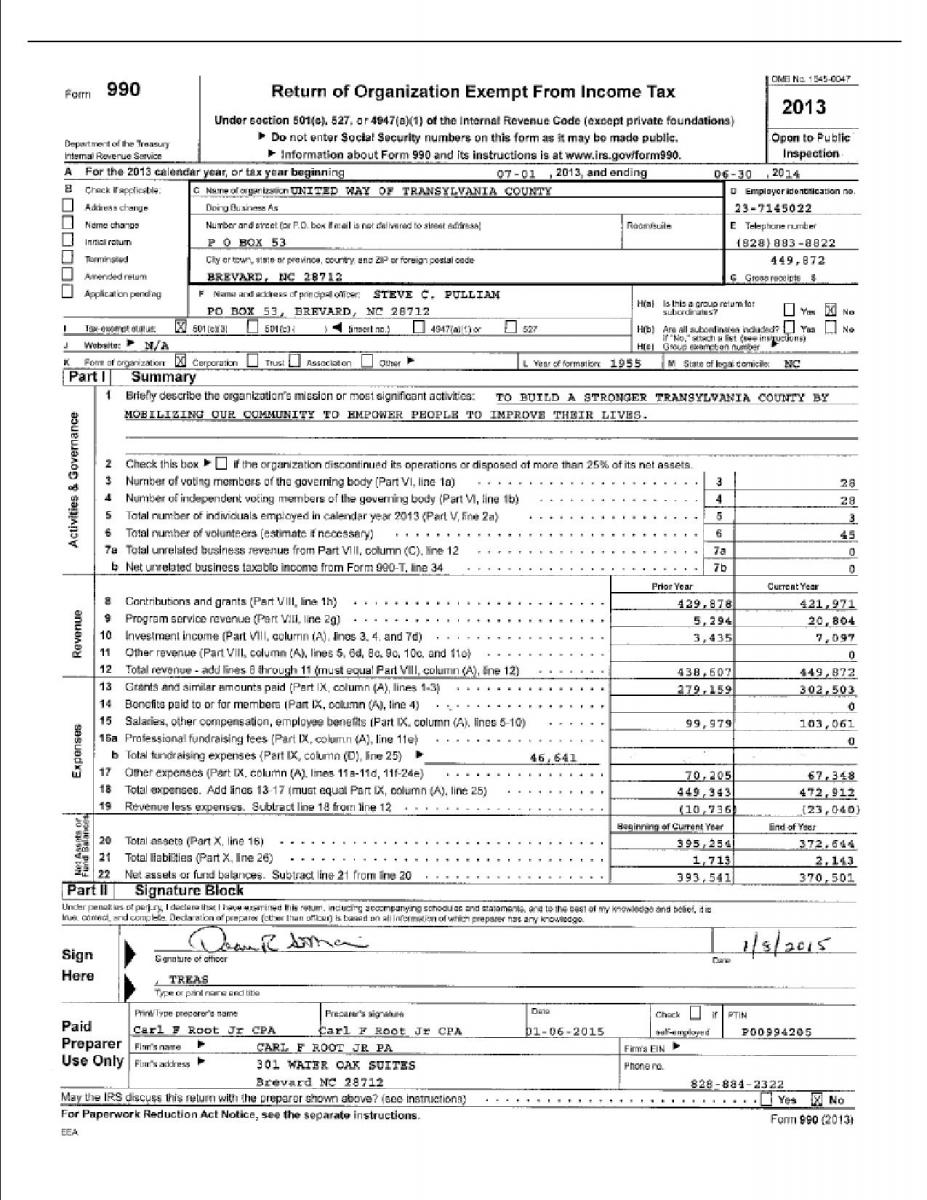 OMB No. 1545-0047
Form 990
Return of Organization Exempt From Income Tax
2013
Under section 501(c), 527, or 4947(a)(1) of the Internal Revenue Code (except private foundations)
▶ Do not enter Social Security numbers on this form as it may be made public.
Department of the Treasury
Internal Revenue Service
▶ Information about Form 990 and its instructions is at www.irs.gov/form990.
Open to Public
Inspection
A For the 2013 calendar year, or tax year beginning 07-01 , 2013, and ending 06-30 , 2014
B Check if applicable:
Address change
Name change
Initial return
Terminated
Amended return
Application pending
C Name of organization UNITED WAY OF TRANSYLVANIA COUNTY
Doing Business As
Number and street (or P.O. box if mail is not delivered to street address) Room/suite
P O BOX 53
City or town, state or province, country, and ZIP or foreign postal code
BREVARD, NC 28712
D Employer identification no.
23-7145022
E Telephone number
(828)883-8822
449,872
G Gross receipts $
F Name and address of principal officer: STEVE C. PULLIAM
PO BOX 53, BREVARD, NC 28712
H(a) Is this a group return for
subordinates? Yes X No
H(b) Are all subordinates included? Yes No
If "No," attach a list. (see instructions)
H(c) Group exemption number ▶
I Tax-exempt status: X 501(c)(3) 501(c) ( ) ◀ (insert no.) 4947(a)(1) or 527
J Website: ▶ N/A
K Form of organization: X Corporation Trust Association Other ▶
L Year of formation: 1955 M State of legal domicile: NC
Part I Summary
Activities & Governance
1 Briefly describe the organization's mission or most significant activities: TO BUILD A STRONGER TRANSYLVANIA COUNTY BY
MOBILIZING OUR COMMUNITY TO EMPOWER PEOPLE TO IMPROVE THEIR LIVES.
2 Check this box ▶ if the organization discontinued its operations or disposed of more than 25% of its net assets.
3 Number of voting members of the governing body (Part VI, line 1a) 3 28
4 Number of independent voting members of the governing body (Part VI, line 1b) 4 28
5 Total number of individuals employed in calendar year 2013 (Part V, line 2a) 5 3
6 Total number of volunteers (estimate if necessary) 6 45
7a Total unrelated business revenue from Part VIII, column (C), line 12 7a 0
b Net unrelated business taxable income from Form 990-T, line 34 7b 0
Prior Year Current Year
Revenue
8 Contributions and grants (Part VIII, line 1h) 429,878 421,971
9 Program service revenue (Part VIII, line 2g) 5,294 20,804
10 Investment income (Part VIII, column (A), lines 3, 4, and 7d) 3,435 7,097
11 Other revenue (Part VIII, column (A), lines 5, 6d, 8c, 9c, 10c, and 11e) 0
12 Total revenue - add lines 8 through 11 (must equal Part VIII, column (A), line 12) 438,607 449,872
Expenses
13 Grants and similar amounts paid (Part IX, column (A), lines 1-3) 279,159 302,503
14 Benefits paid to or for members (Part IX, column (A), line 4) 0
15 Salaries, other compensation, employee benefits (Part IX, column (A), lines 5-10) 99,979 103,061
16a Professional fundraising fees (Part IX, column (A), line 11e) 0
b Total fundraising expenses (Part IX, column (D), line 25) ▶ 46,641
17 Other expenses (Part IX, column (A), lines 11a-11d, 11f-24e) 70,205 67,348
18 Total expenses. Add lines 13-17 (must equal Part IX, column (A), line 25) 449,343 472,912
19 Revenue less expenses. Subtract line 18 from line 12 (10,736) (23,040)
Net Assets or
Fund Balances
Beginning of Current Year End of Year
20 Total assets (Part X, line 16) 395,254 372,644
21 Total liabilities (Part X, line 26) 1,713 2,143
22 Net assets or fund balances. Subtract line 21 from line 20 393,541 370,501
Part II Signature Block
Under penalties of perjury, I declare that I have examined this return, including accompanying schedules and statements, and to the best of my knowledge and belief, it is
true, correct, and complete. Declaration of preparer (other than officer) is based on all information of which preparer has any knowledge.
Sign
Here
1/8/2015
Signature of officer Date
, TREAS
Type or print name and title
Paid
Preparer
Use Only
Print/Type preparer's name Preparer's signature Date Check if PTIN
Carl F Root Jr CPA Carl F Root Jr CPA 01-06-2015 self-employed P00994205
Firm's name ▶ CARL F ROOT JR PA Firm's EIN ▶
Firm's address ▶ 301 WATER OAK SUITES Phone no.
Brevard NC 28712 828-884-2322
May the IRS discuss this return with the preparer shown above? (see instructions) Yes X No
For Paperwork Reduction Act Notice, see the separate instructions. Form 990 (2013)
EEA